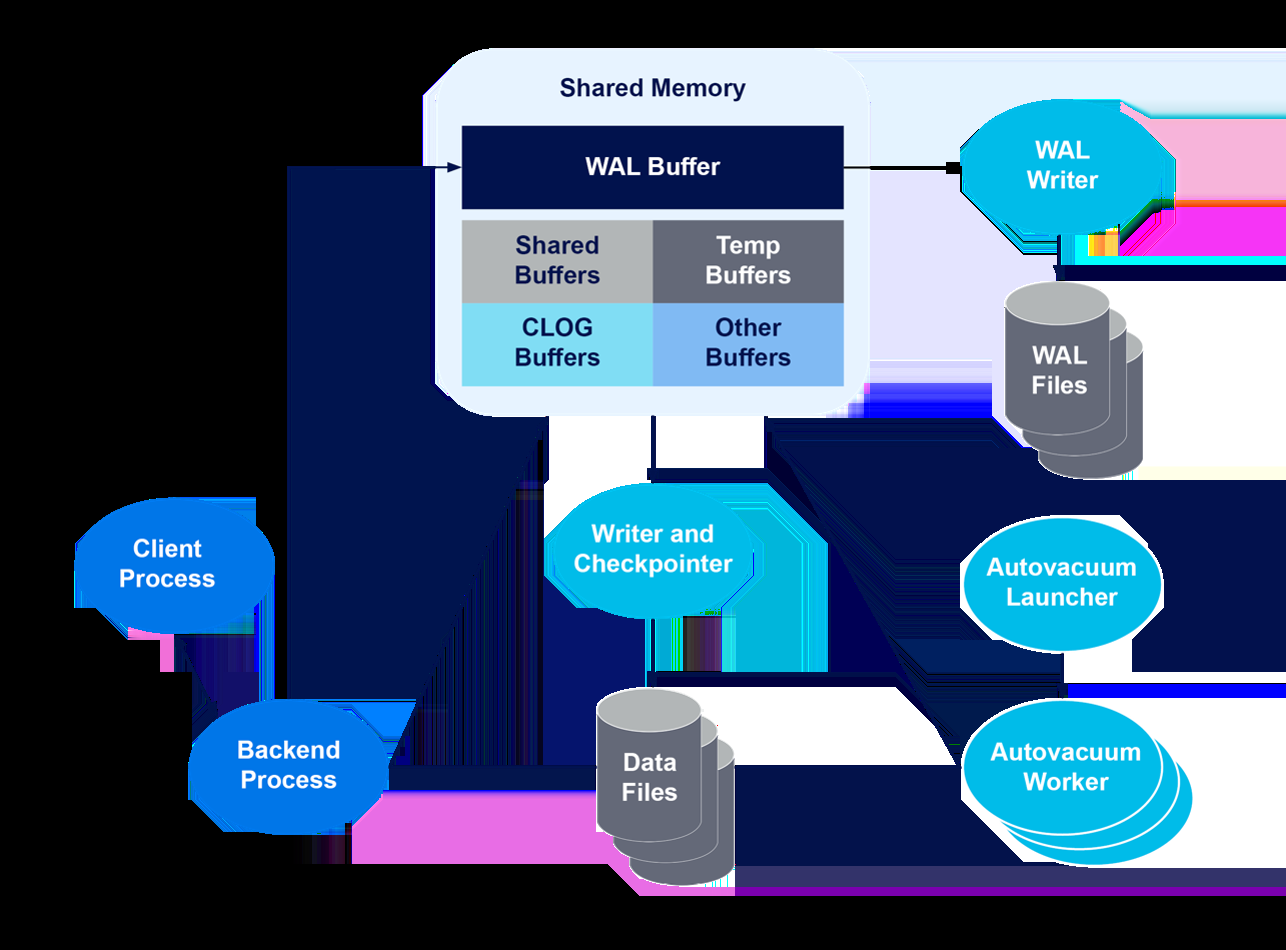 Shared Memory
WAL Buffer
WAL
Writer
Shared
Buffers
Temp
Buffers
CLOG
Buffers
Other
Buffers
WAL
Files
Client
Process
Writer and
Checkpointer
Autovacuum
Launcher
Backend
Process
Data
Files
Autovacuum
Worker